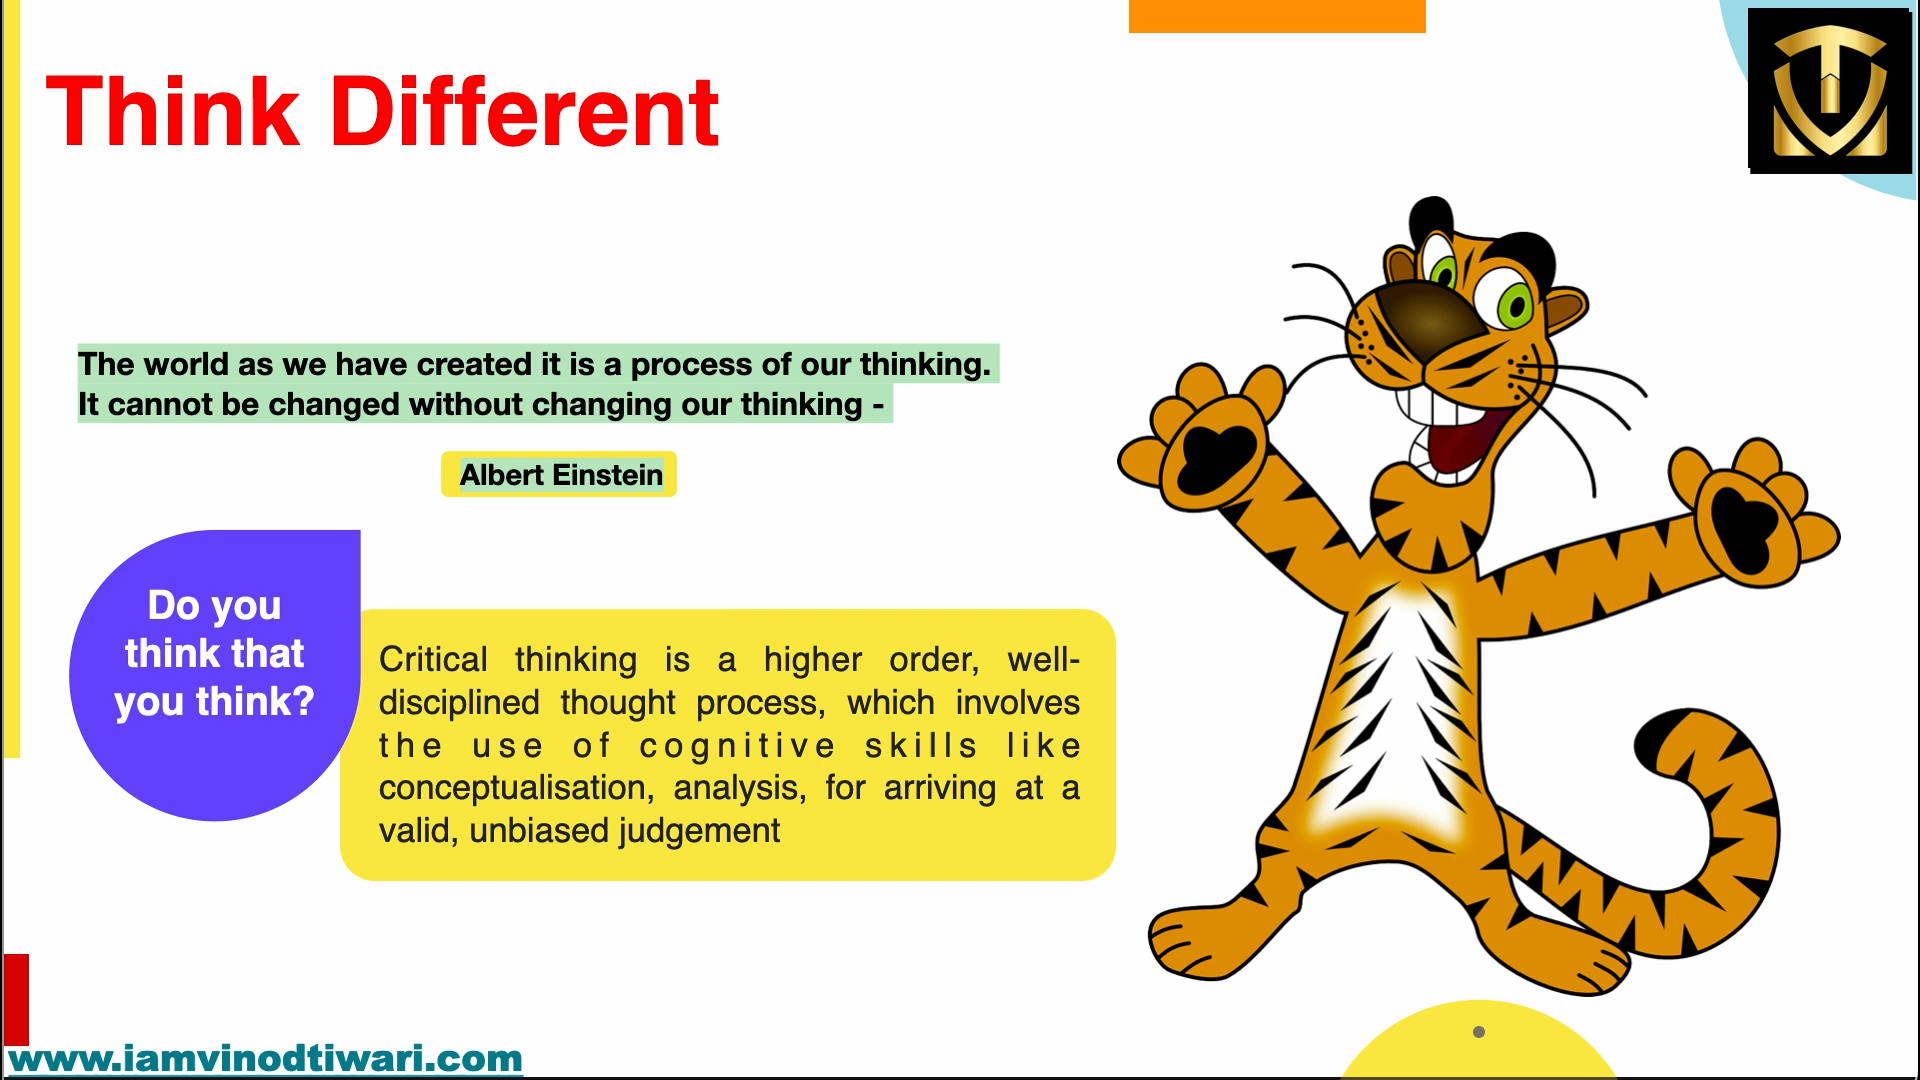 Think Different
The world as we have created it is a process of our thinking.
It cannot be changed without changing our thinking -
Albert Einstein
Do you
think that
you think?
Critical thinking is a higher order, well-
disciplined thought process, which involves
the use of cognitive skills like
conceptualisation, analysis, for arriving at a
valid, unbiased judgement
www.iamvinodtiwari.com